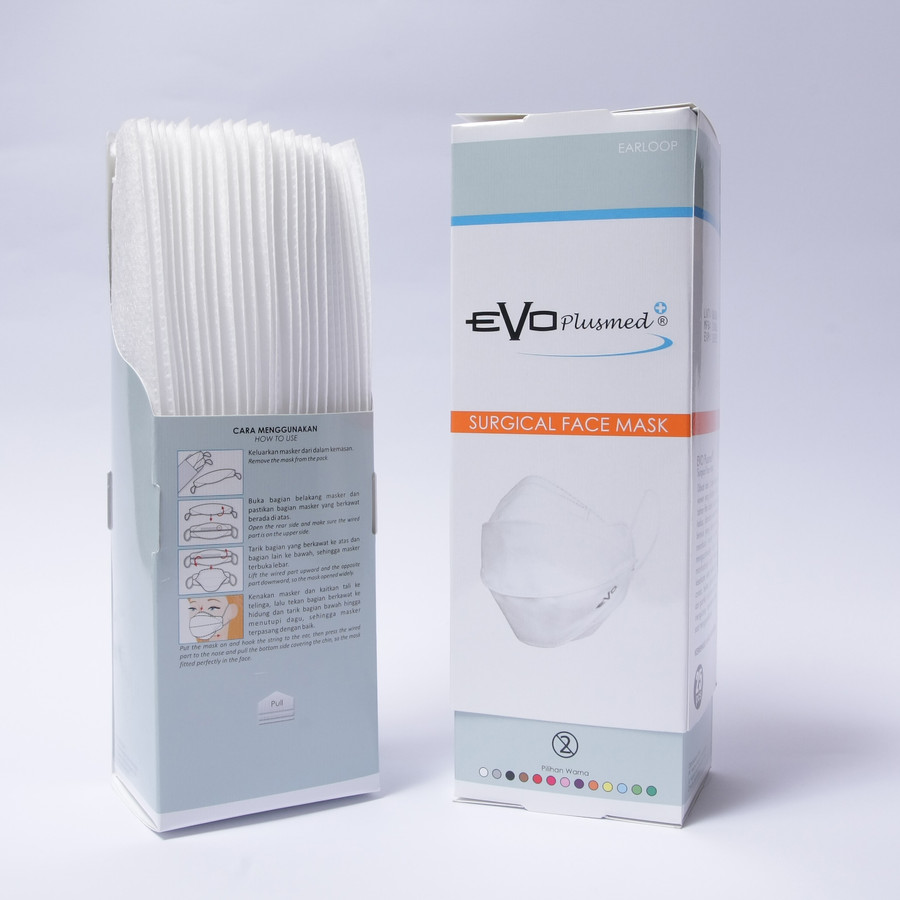 CARA MENGGUNAKAN
HOW TO USE
Keluarkan masker dari dalam kemasan.
Remove the mask from the pack.
Buka bagian belakang masker dan
pastikan bagian masker yang berkawat
berada di atas.
Open the rear side and make sure the wired
part is on the upper side.
Tarik bagian yang berkawat ke atas dan
bagian lain ke bawah, sehingga masker
terbuka lebar.
Lift the wired part upward and the opposite
part downward, so the mask opened widely.
Kenakan masker dan kaitkan tali ke
telinga, lalu tekan bagian berkawat ke
hidung dan tarik bagian bawah hingga
menutupi dagu, sehingga masker
terpasang dengan baik.
Put the mask on and hook the string to the ear, then press the wired
part to the nose and pull the bottom side covering the chin, so the mask
fitted perfectly in the face.
Pull
EARLOOP
EVO Plusmed ®
SURGICAL FACE MASK
EVO
2
Pilihan Warna